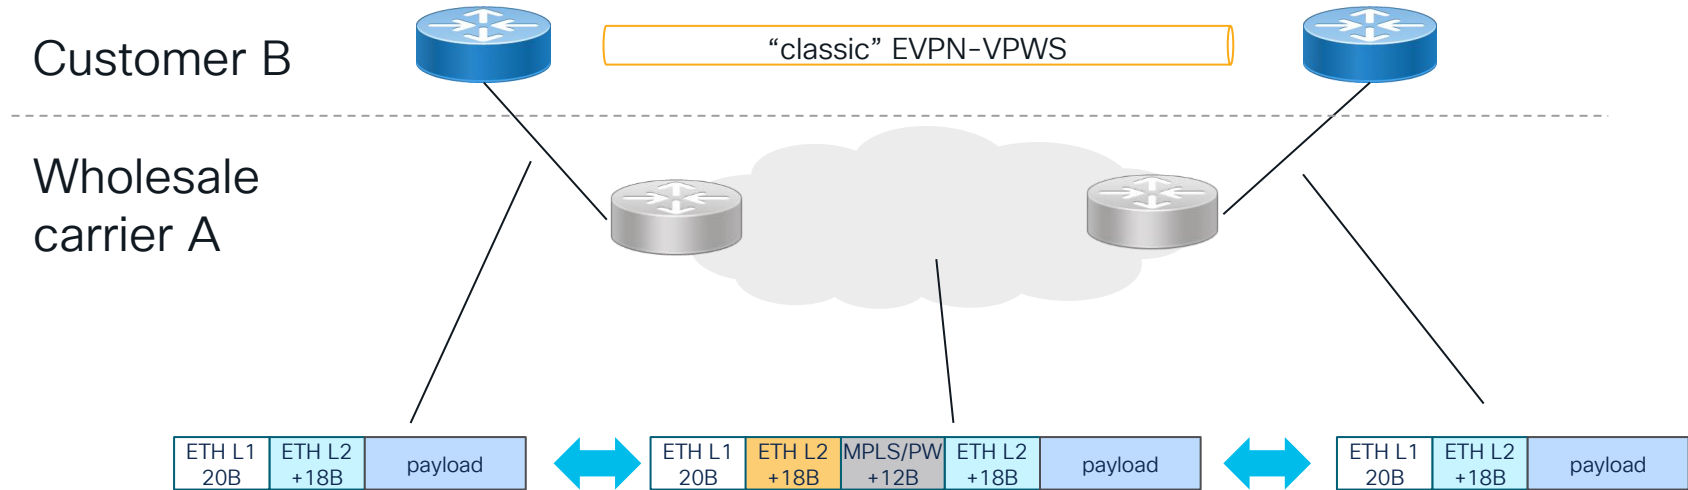 Customer B
“classic” EVPN-VPWS
Wholesale
carrier A
ETH L1
20B
ETH L2
+18B
payload
ETH L1
20B
ETH L2
+18B
MPLS/PW
+12B
ETH L2
+18B
payload
ETH L1
20B
ETH L2
+18B
payload